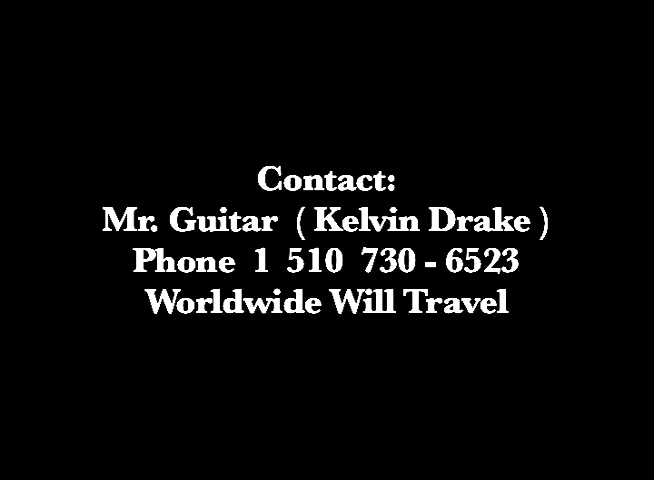 Contact:
Mr. Guitar ( Kelvin Drake )
Phone 1 510 730 - 6523
Worldwide Will Travel